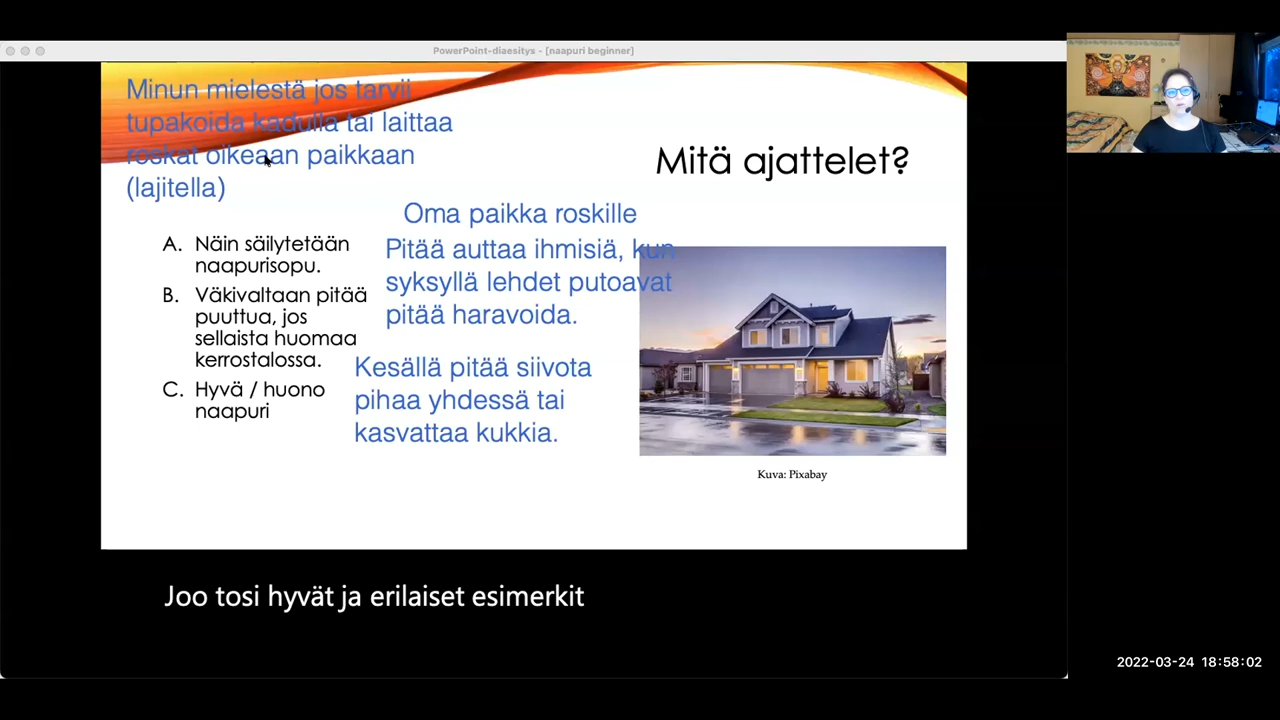 PowerPoint-diaesitys - [naapuri beginner]
Minun mielestä jos tarvii
tupakoida kadulla tai laittaa
roskat oikeaan paikkaan
(lajitella)
Mitä ajattelet?
Oma paikka roskille
Pitää auttaa ihmisiä, kun
syksyllä lehdet putoavat
pitää haravoida.
A. Näin säilytetään
naapurisopu.
B. Väkivaltaan pitää
puuttua, jos
sellaista huomaa
kerrostalossa.
C. Hyvä / huono
naapuri
Kesällä pitää siivota
pihaa yhdessä tai
kasvattaa kukkia.
Kuva: Pixabay
Joo tosi hyvät ja erilaiset esimerkit
2022-03-24 18:58:02